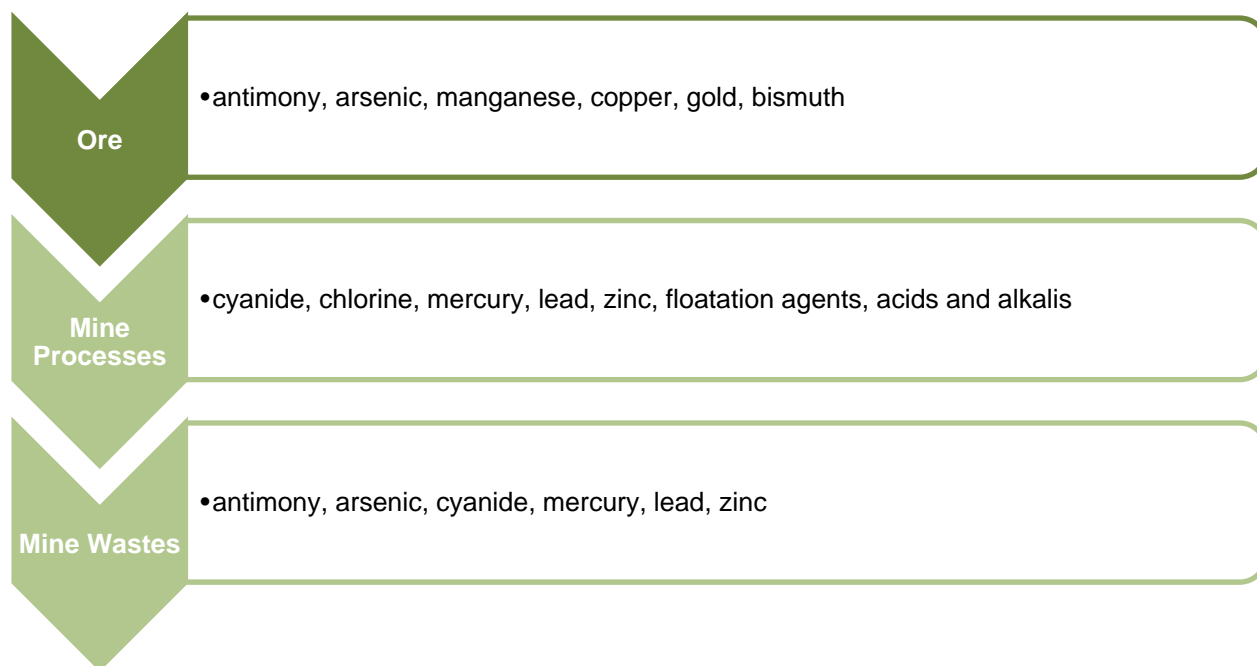 Ore
•antimony, arsenic, manganese, copper, gold, bismuth
Mine
Processes
•cyanide, chlorine, mercury, lead, zinc, floatation agents, acids and alkalis
Mine Wastes
•antimony, arsenic, cyanide, mercury, lead, zinc